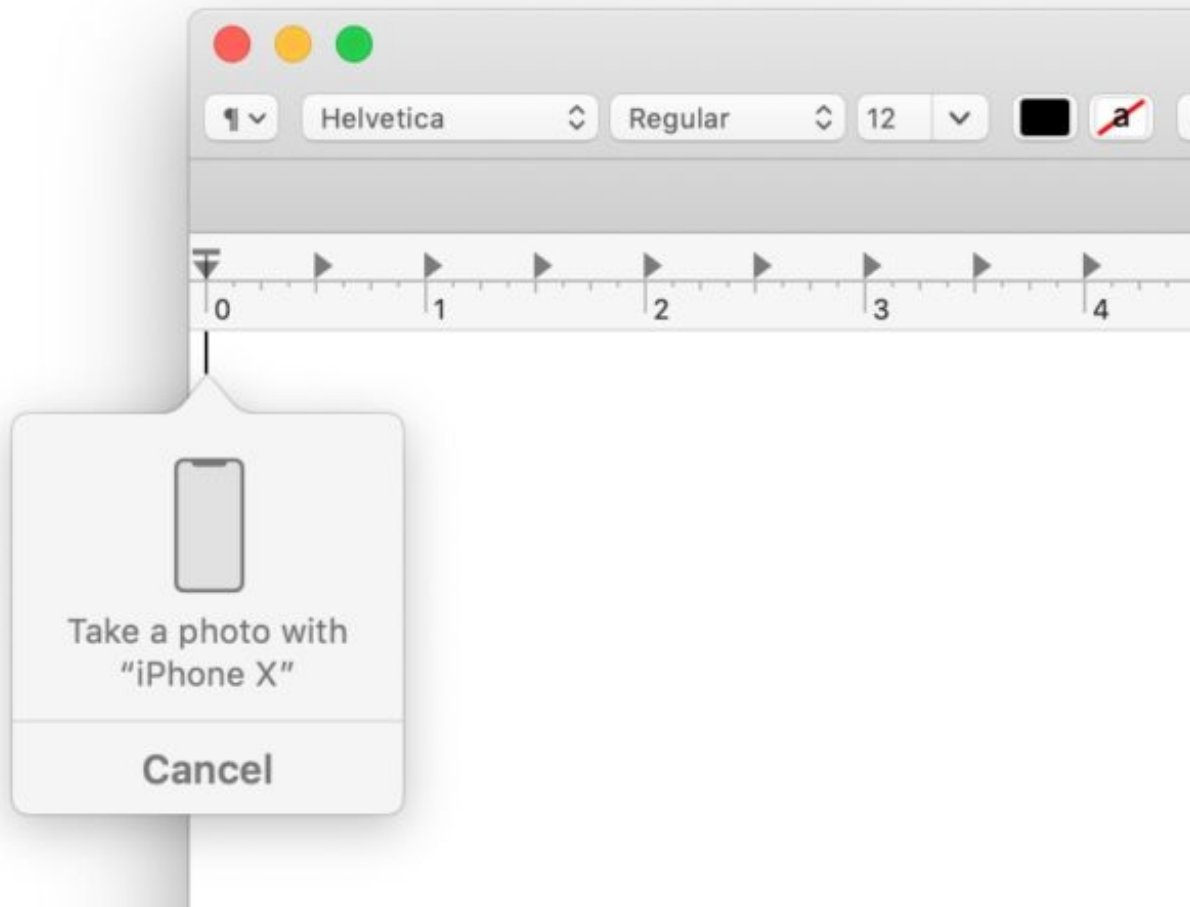 ¶ Helvetica Regular 12 a
0 1 2 3 4
Take a photo with
“iPhone X”
Cancel